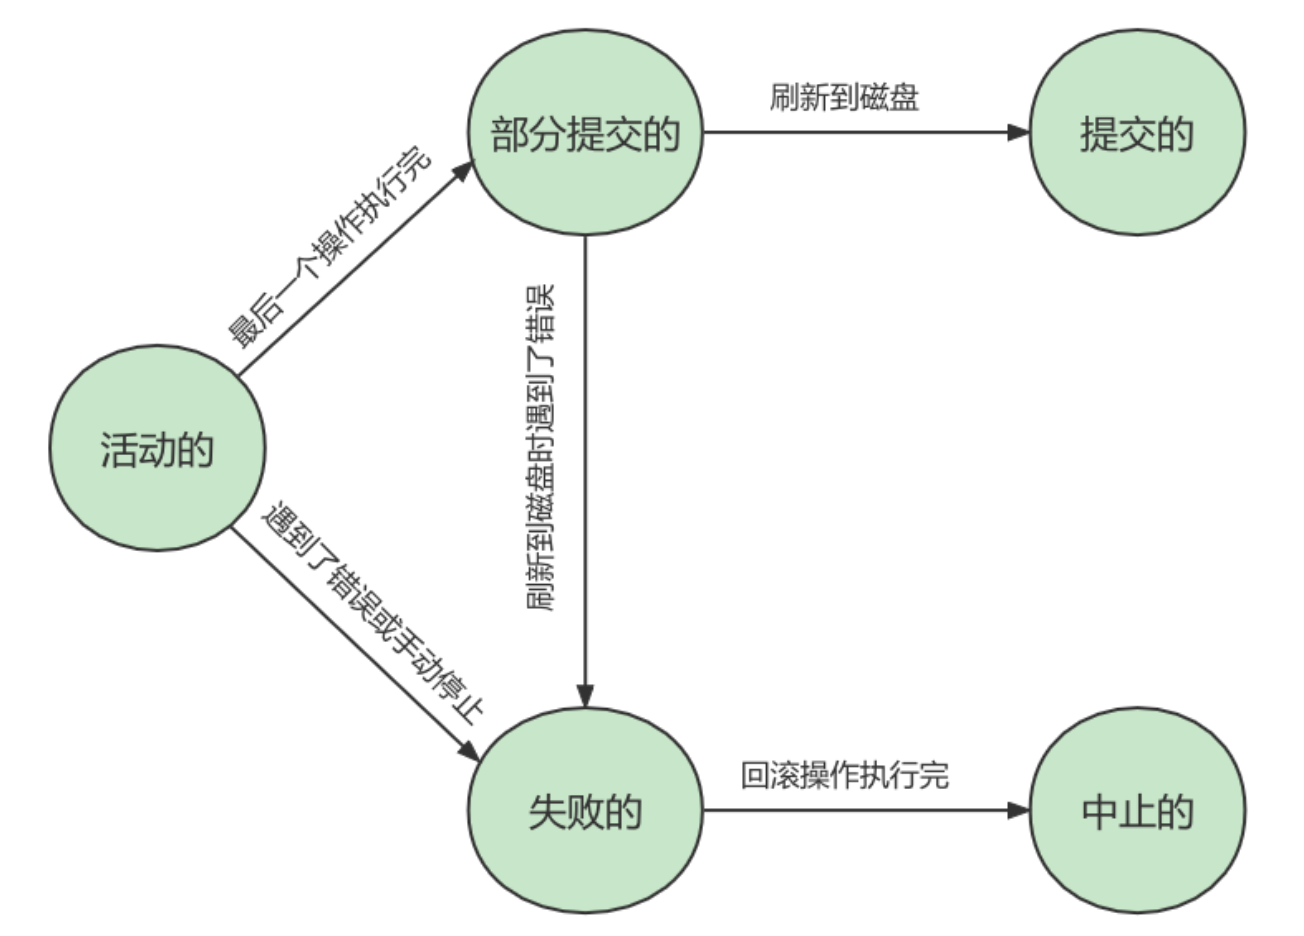 部分提交的
刷新到磁盘
提交的
最后一个操作执行完
刷新到磁盘时遇到了错误
活动的
遇到了错误或手动停止
失败的
回滚操作执行完
中止的